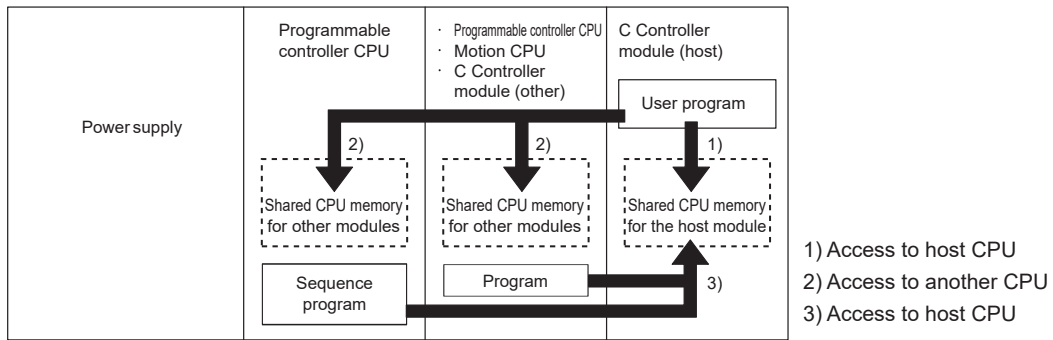 Power supply
Programmable
controller CPU
· Programmable controller CPU
· Motion CPU
· C Controller
module (other)
C Controller
module (host)
User program
2)
2)
1)
Shared CPU memory
for other modules
Shared CPU memory
for other modules
Shared CPU memory
for the host module
Sequence
program
Program
3)
1) Access to host CPU
2) Access to another CPU
3) Access to host CPU